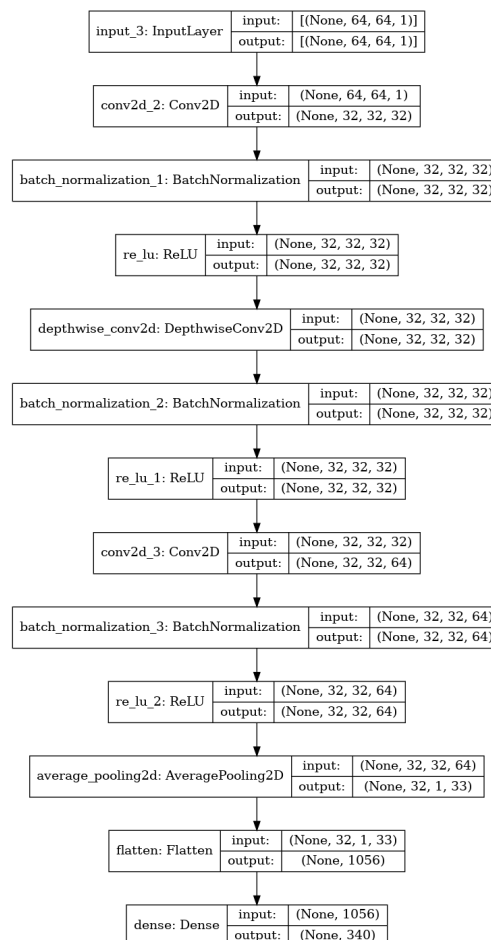 input_3: InputLayer input: [(None, 64, 64, 1)]
output: [(None, 64, 64, 1)]
conv2d_2: Conv2D input: (None, 64, 64, 1)
output: (None, 32, 32, 32)
batch_normalization_1: BatchNormalization input: (None, 32, 32, 32)
output: (None, 32, 32, 32)
re_lu: ReLU input: (None, 32, 32, 32)
output: (None, 32, 32, 32)
depthwise_conv2d: DepthwiseConv2D input: (None, 32, 32, 32)
output: (None, 32, 32, 32)
batch_normalization_2: BatchNormalization input: (None, 32, 32, 32)
output: (None, 32, 32, 32)
re_lu_1: ReLU input: (None, 32, 32, 32)
output: (None, 32, 32, 32)
conv2d_3: Conv2D input: (None, 32, 32, 32)
output: (None, 32, 32, 64)
batch_normalization_3: BatchNormalization input: (None, 32, 32, 64)
output: (None, 32, 32, 64)
re_lu_2: ReLU input: (None, 32, 32, 64)
output: (None, 32, 32, 64)
average_pooling2d: AveragePooling2D input: (None, 32, 32, 64)
output: (None, 32, 1, 33)
flatten: Flatten input: (None, 32, 1, 33)
output: (None, 1056)
dense: Dense input: (None, 1056)
output: (None, 340)